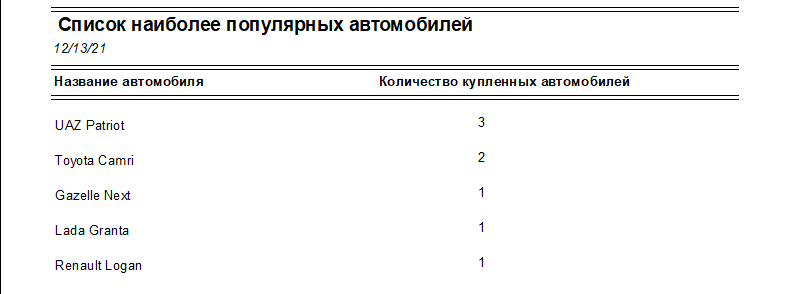 Список наиболее популярных автомобилей
12/13/21
Название автомобиля Количество купленных автомобилей
UAZ Patriot 3
Toyota Camri 2
Gazelle Next 1
Lada Granta 1
Renault Logan 1